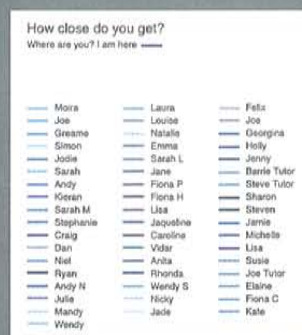 How close do you get?
Where are you? I am here
Moira
Joe
Greame
Simon
Jodie
Sarah
Andy
Kieran
Sarah M
Stephanie
Craig
Dan
Niel
Ryan
Andy N
Julie
Mandy
Wendy
Laura
Louise
Natalie
Emma
Sarah L
Jane
Fiona P
Fiona H
Lisa
Jaqueline
Caroline
Vidar
Anita
Rhonda
Wendy S
Nicky
Jade
Felix
Joe
Georgina
Holly
Jenny
Barrie Tutor
Steve Tutor
Sharon
Steven
Jamie
Michelle
Lisa
Susie
Joe Tutor
Elaine
Fiona C
Kate